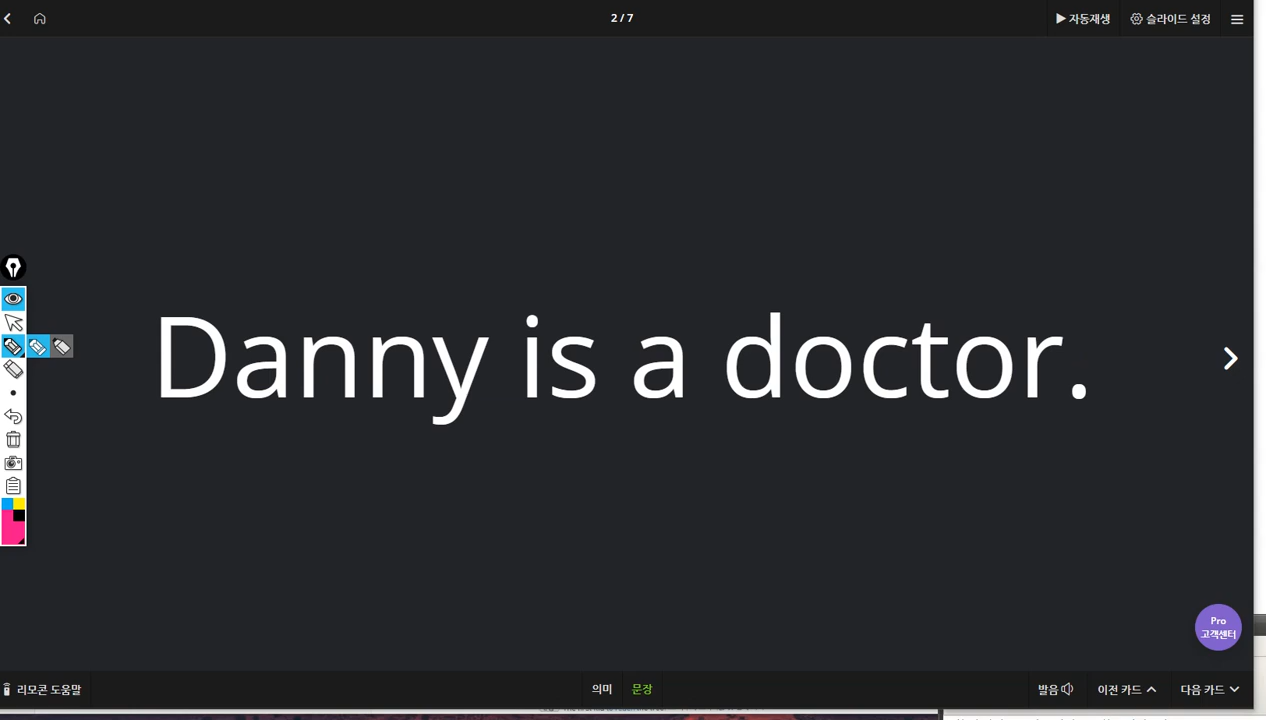 2 / 7
자동재생
슬라이드 설정
Danny is a doctor.
Pro
고객센터
리모콘 도움말
의미
문장
발음
이전 카드
다음 카드